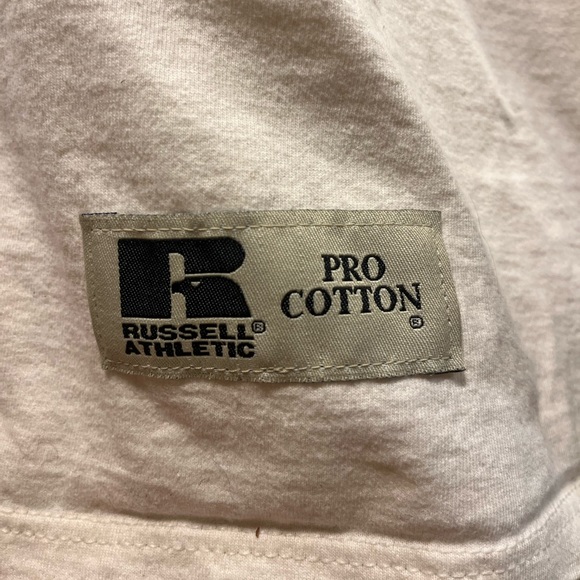 R
RUSSELL®
ATHLETIC
PRO
COTTON
®